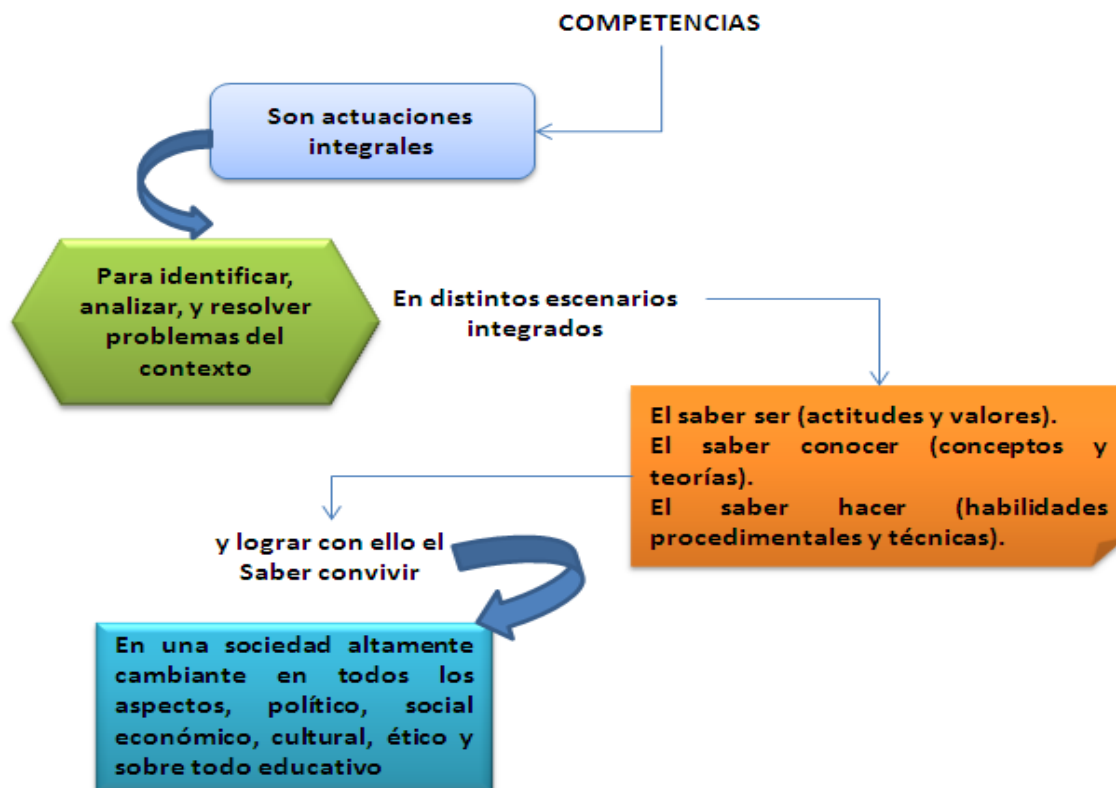 COMPETENCIAS
Son actuaciones
integrales
Para identificar,
analizar, y resolver
problemas del
contexto
En distintos escenarios
integrados
El saber ser (actitudes y valores).
El saber conocer (conceptos y
teorías).
El saber hacer (habilidades
procedimentales y técnicas).
y lograr con ello el
Saber convivir
En una sociedad altamente
cambiante en todos los
aspectos, político, social
económico, cultural, ético y
sobre todo educativo